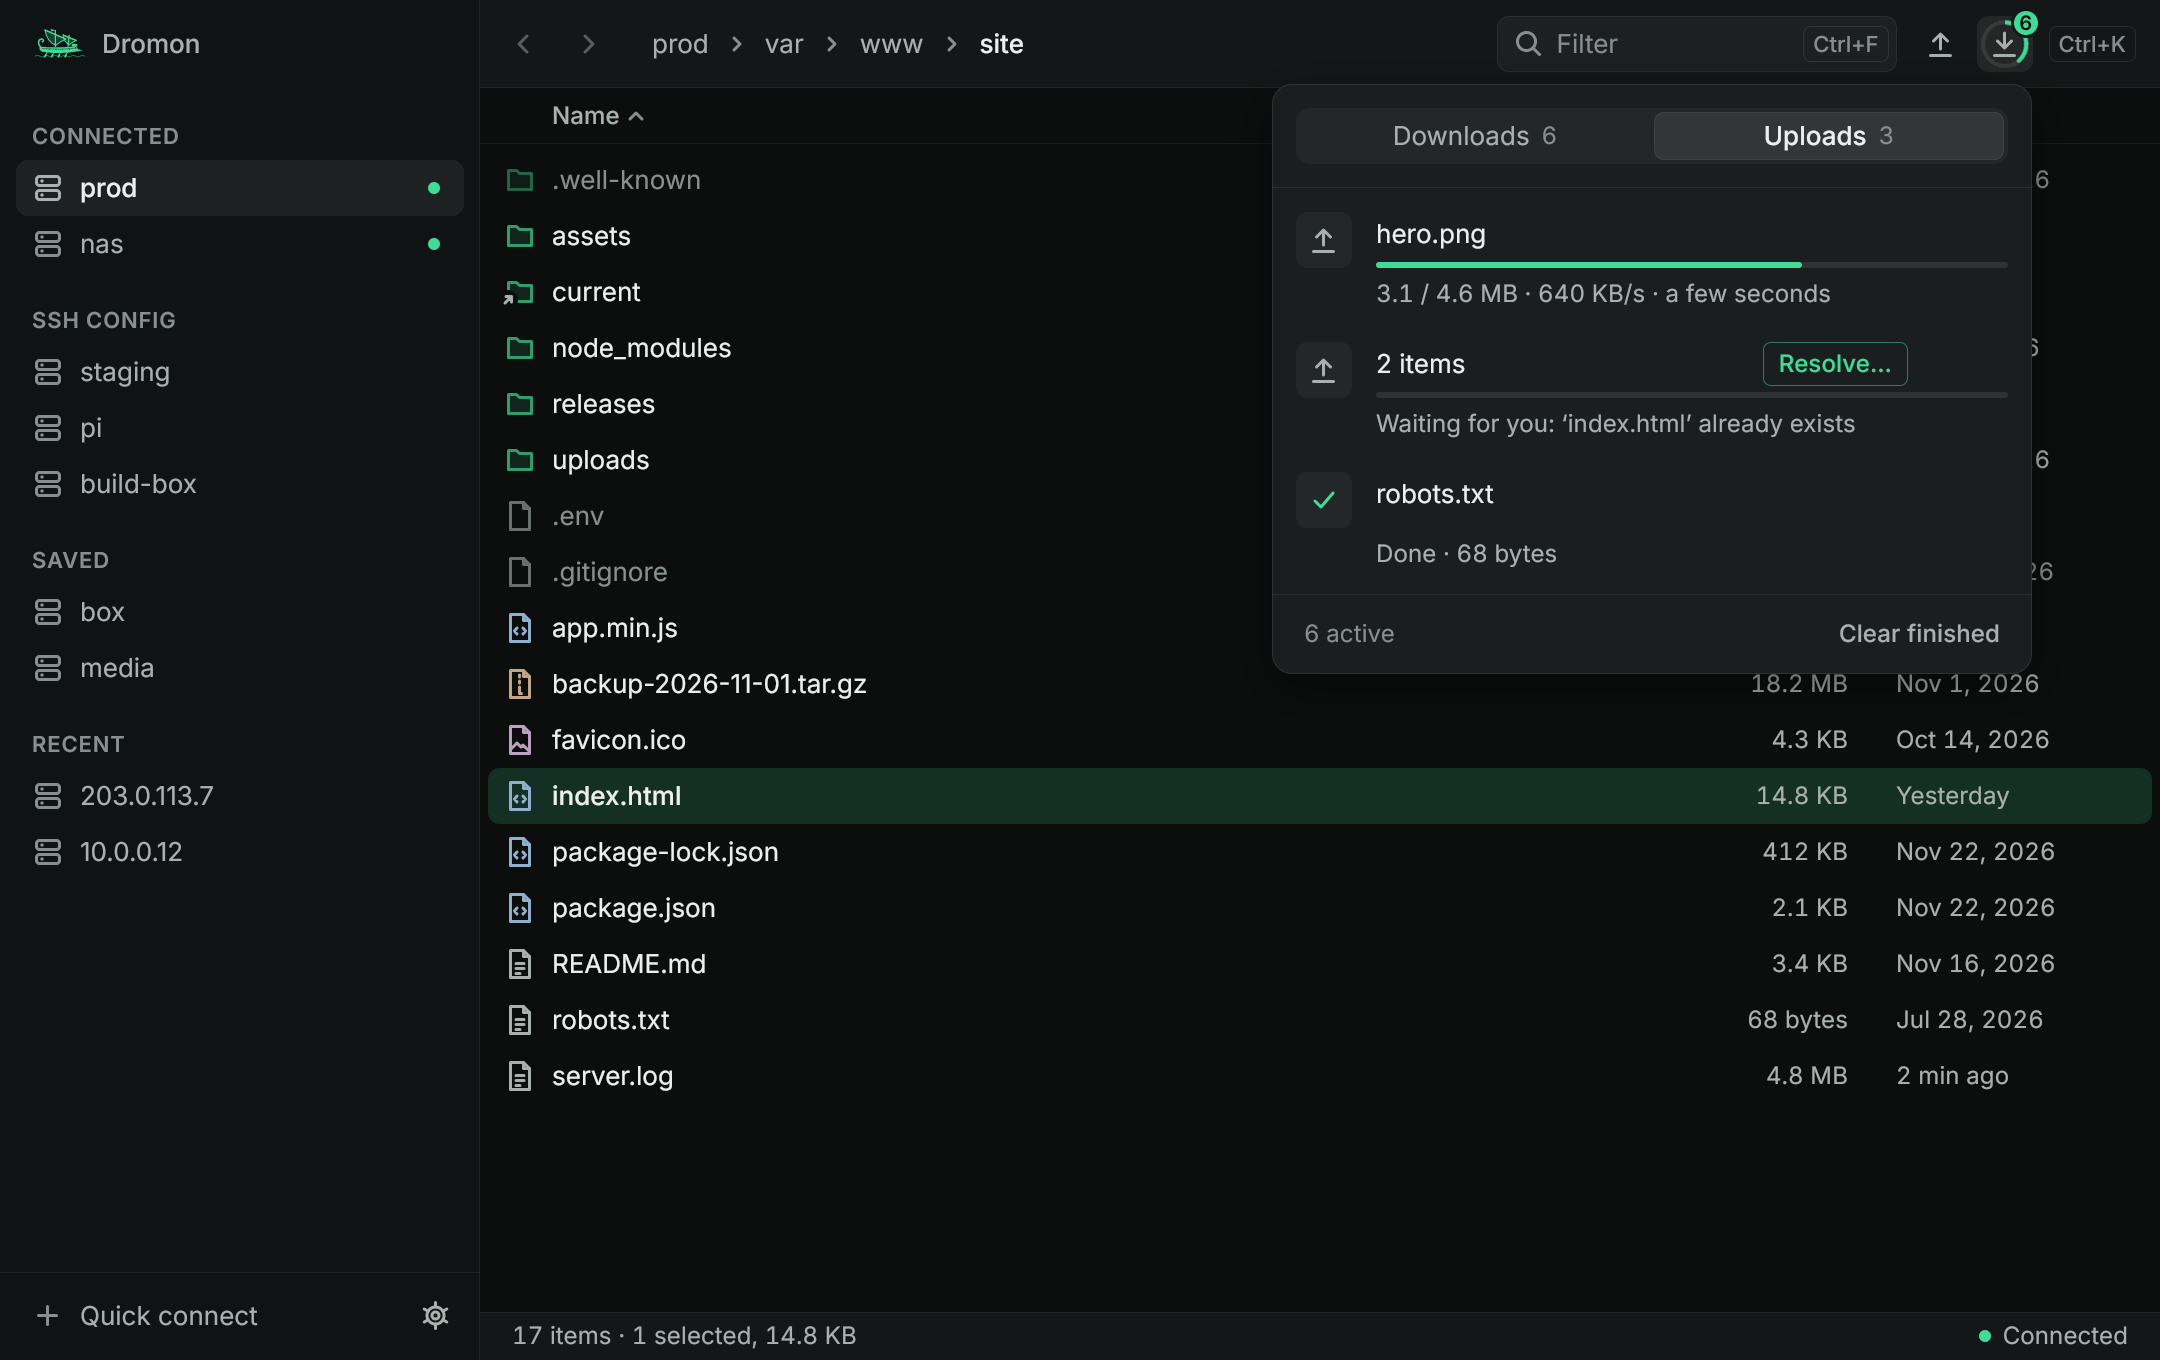 Dromon
CONNECTED
prod
nas
SSH CONFIG
staging
pi
build-box
SAVED
box
media
RECENT
203.0.113.7
10.0.0.12
Quick connect
prod > var > www > site
Filter Ctrl+F
6
Ctrl+K
Name
.well-known
assets
current
node_modules
releases
uploads
.env
.gitignore
app.min.js
backup-2026-11-01.tar.gz 18.2 MB Nov 1, 2026
favicon.ico 4.3 KB Oct 14, 2026
index.html 14.8 KB Yesterday
package-lock.json 412 KB Nov 22, 2026
package.json 2.1 KB Nov 22, 2026
README.md 3.4 KB Nov 16, 2026
robots.txt 68 bytes Jul 28, 2026
server.log 4.8 MB 2 min ago
Downloads 6 Uploads 3
hero.png
3.1 / 4.6 MB · 640 KB/s · a few seconds
2 items Resolve...
Waiting for you: ‘index.html’ already exists
robots.txt
Done · 68 bytes
6 active Clear finished
17 items · 1 selected, 14.8 KB
Connected